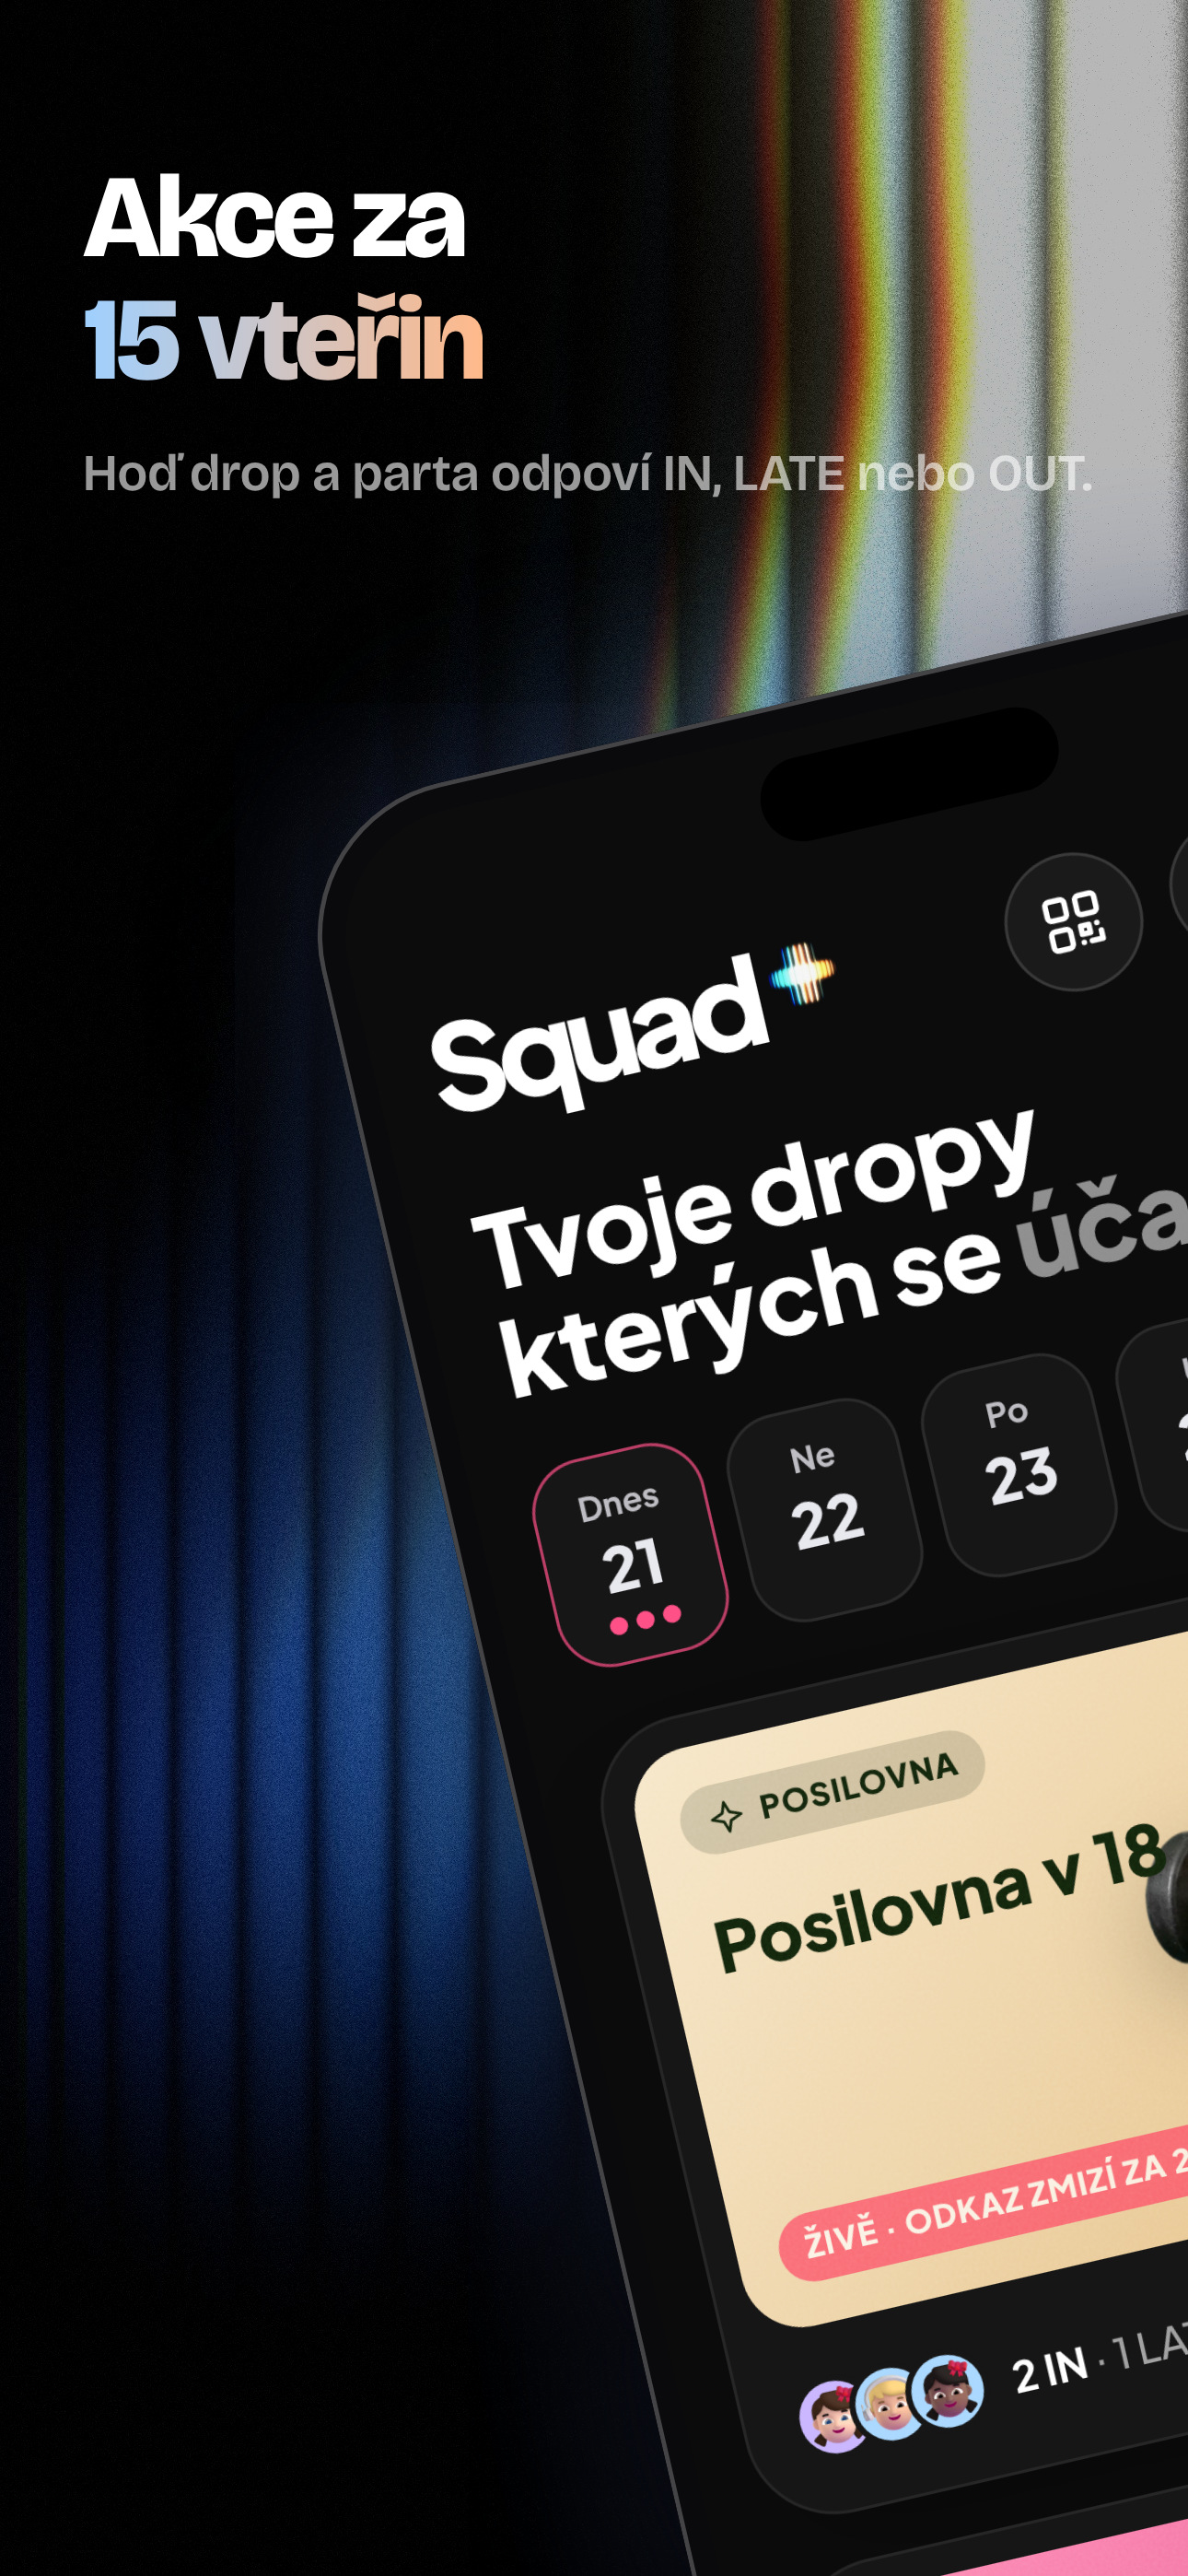 Akce za
15 vteřin
Hoď drop a parta odpoví IN, LATE nebo OUT.
Squad
Tvoje dropy
kterých se
Dnes
21
Ne
22
Po
23
POSILOVNA
Posilovna v 18
ŽIVĚ · ODKAZ ZMIZÍ ZA
2 IN · 1